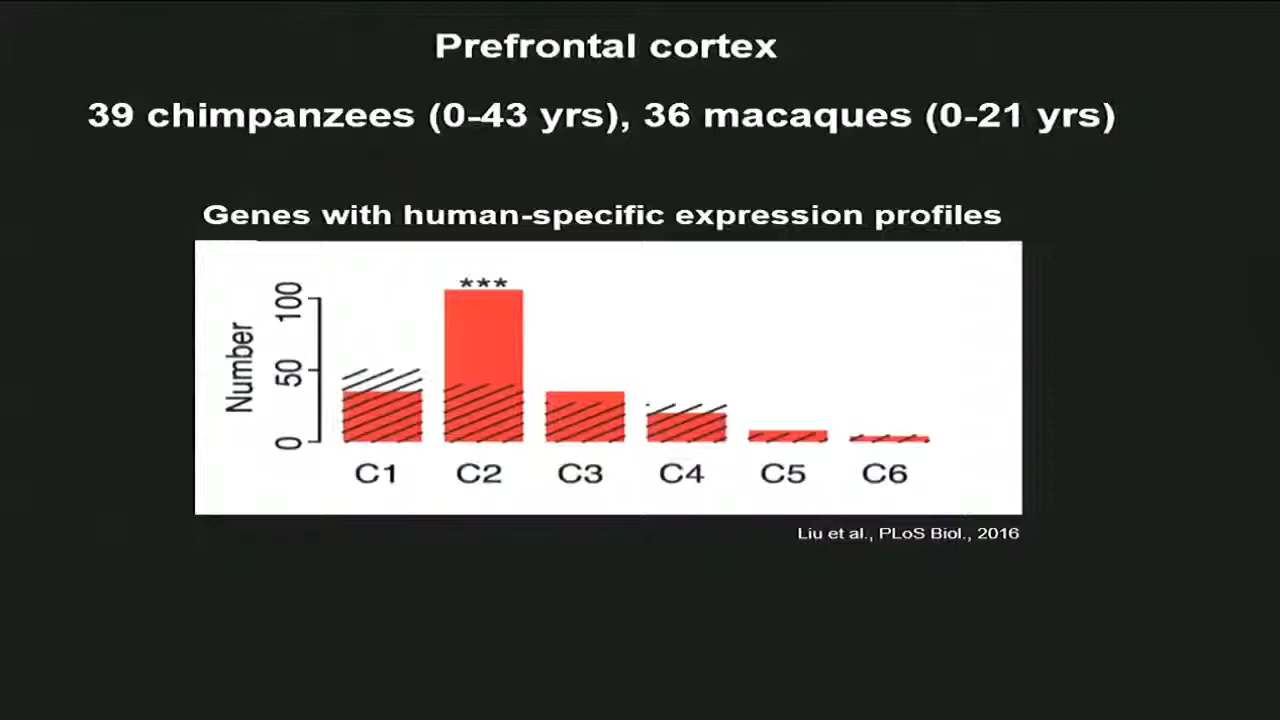 Prefrontal cortex
39 chimpanzees (0-43 yrs), 36 macaques (0-21 yrs)
Genes with human-specific expression profiles
***
100
50
0
Number
C1 C2 C3 C4 C5 C6
Liu et al., PLoS Biol., 2016